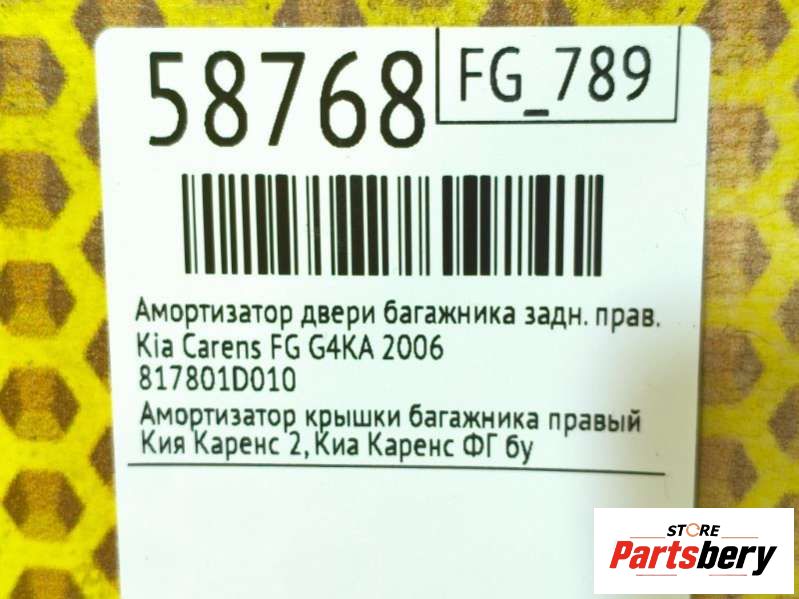 58768
FG_789
Амортизатор двери багажника задн. прав.
Kia Carens FG G4KA 2006
817801D010
Амортизатор крышки багажника правый
Кия Каренс 2, Киа Каренс ФГ бу
STORE
Partsbery